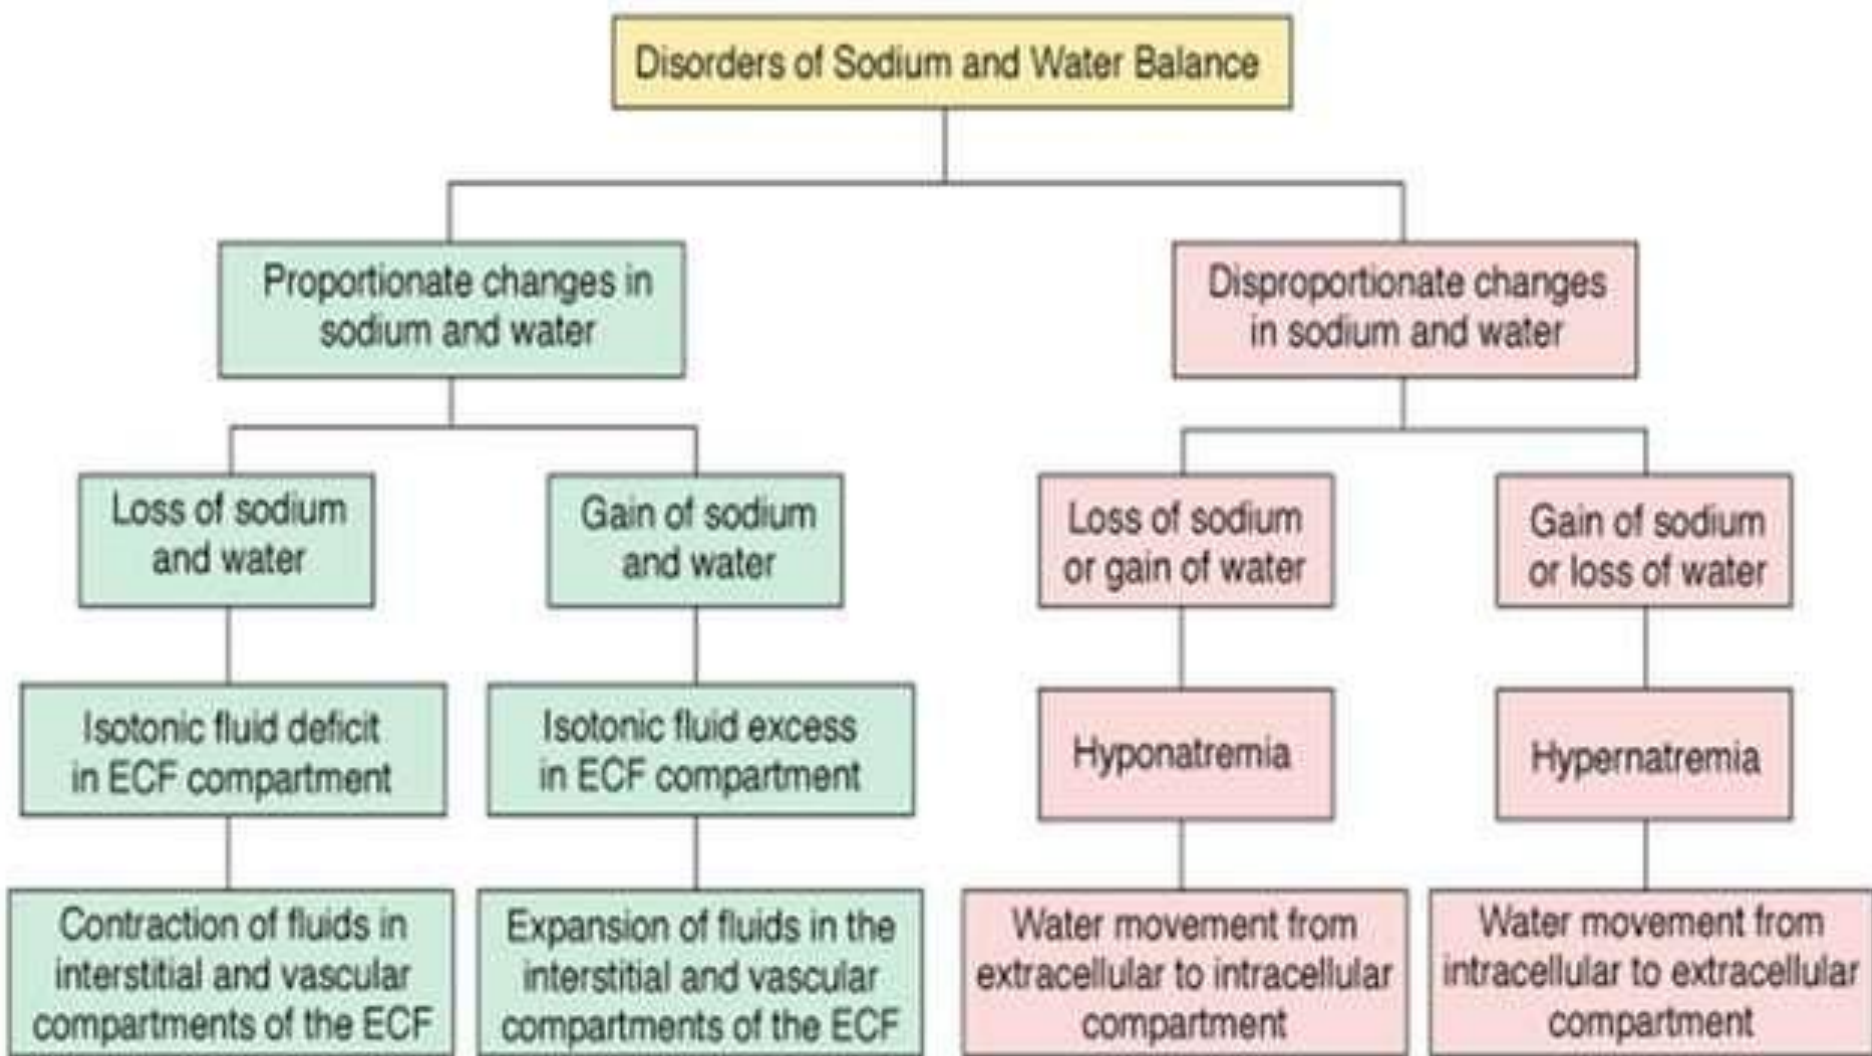 Disorders of Sodium and Water Balance
Proportionate changes in
sodium and water
Disproportionate changes
in sodium and water
Loss of sodium
and water
Gain of sodium
and water
Loss of sodium
or gain of water
Gain of sodium
or loss of water
Isotonic fluid deficit
in ECF compartment
Isotonic fluid excess
in ECF compartment
Hyponatremia
Hypernatremia
Contraction of fluids in
interstitial and vascular
compartments of the ECF
Expansion of fluids in the
interstitial and vascular
compartments of the ECF
Water movement from
extracellular to intracellular
compartment
Water movement from
intracellular to extracellular
compartment